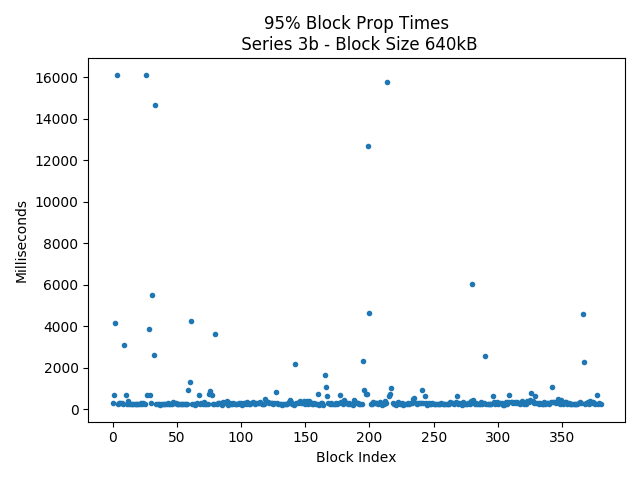 95% Block Prop Times
Series 3b - Block Size 640kB
16000
14000
12000
10000
8000
6000
4000
2000
0
Milliseconds
0 50 100 150 200 250 300 350
Block Index